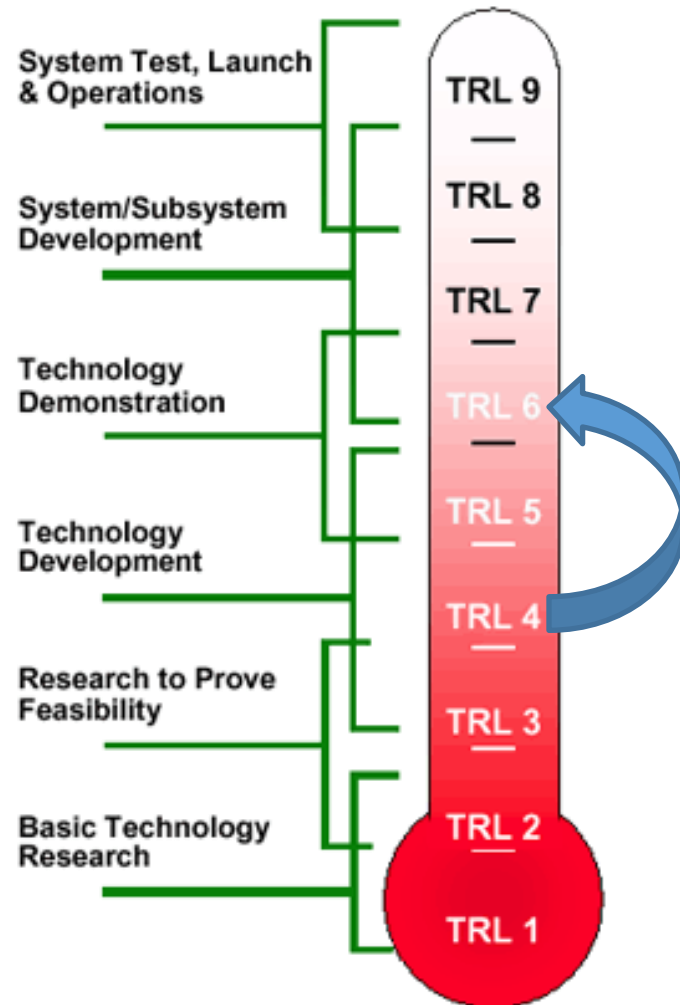 System Test, Launch
& Operations
System/Subsystem
Development
Technology
Demonstration
Technology
Development
Research to Prove
Feasibility
Basic Technology
Research
TRL 9
TRL 8
TRL 7
TRL 6
TRL 5
TRL 4
TRL 3
TRL 2
TRL 1